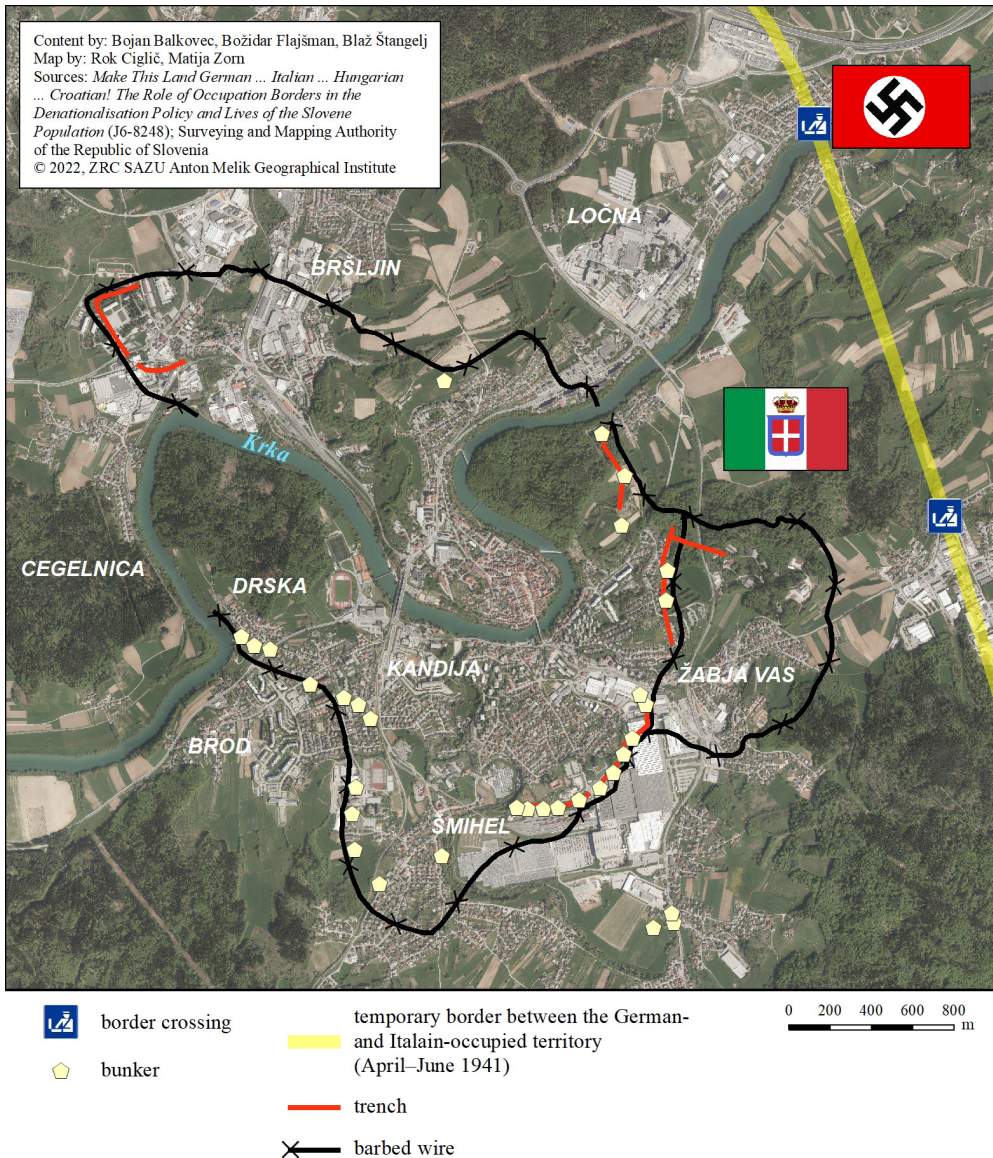 Content by: Bojan Balkovec, Božidar Flajšman, Blaž Štangelj
Map by: Rok Ciglič, Matija Zorn
Sources: Make This Land German ... Italian ... Hungarian
... Croatian! The Role of Occupation Borders in the
Denationalisation Policy and Lives of the Slovene
Population (J6-8248); Surveying and Mapping Authority
of the Republic of Slovenia
© 2022, ZRC SAZU Anton Melik Geographical Institute
LOČNA
BRŠLJIN
Krka
CEGELNICA
DRSKA
KANDIJA
ŽABJA VAS
BROD
ŠMIHEL
border crossing
bunker
temporary border between the German-
and Italain-occupied territory
(April–June 1941)
trench
barbed wire
0 200 400 600 800
m